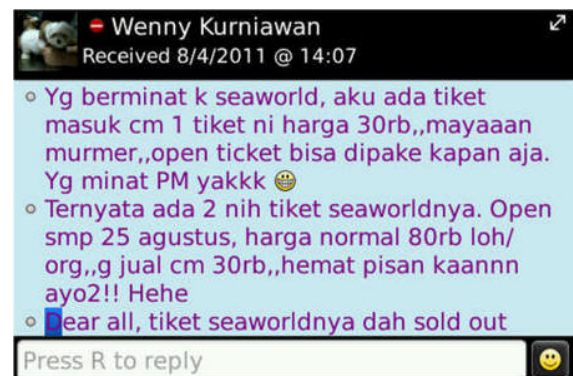 Wenny Kurniawan
Received 8/4/2011 @ 14:07
Yg berminat k seaworld, aku ada tiket
masuk cm 1 tiket ni harga 30rb,,mayaaan
murmer,,open ticket bisa dipake kapan aja.
Yg minat PM yakkk 😁
Ternyata ada 2 nih tiket seaworldnya. Open
smp 25 agustus, harga normal 80rb loh/
org,,g jual cm 30rb,,hemat pisan kaannn
ayo2!! Hehe
Dear all, tiket seaworldnya dah sold out
Press R to reply